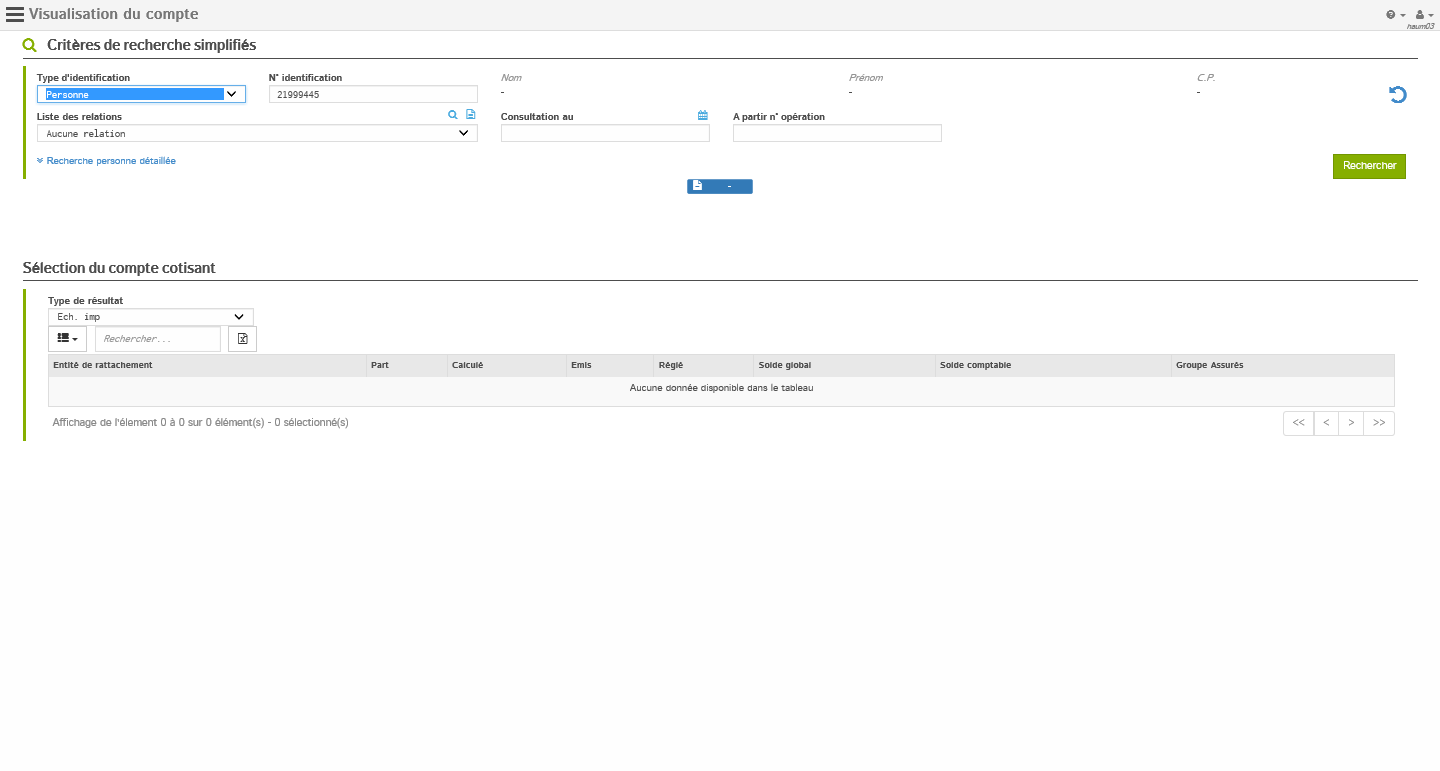 Visualisation du compte
haum03
Critères de recherche simplifiés
Type d'identification N° identification Nom Prénom C.P.
Personne 21999445 - - -
Liste des relations Consultation au A partir n° opération
Aucune relation
Recherche personne détaillée
Rechercher
-
Sélection du compte cotisant
Type de résultat
Ech. imp
Rechercher...
Entité de rattachement Part Calculé Emis Réglé Solde global Solde comptable Groupe Assurés
Aucune donnée disponible dans le tableau
Affichage de l'élement 0 à 0 sur 0 élément(s) - 0 sélectionné(s) << < > >>